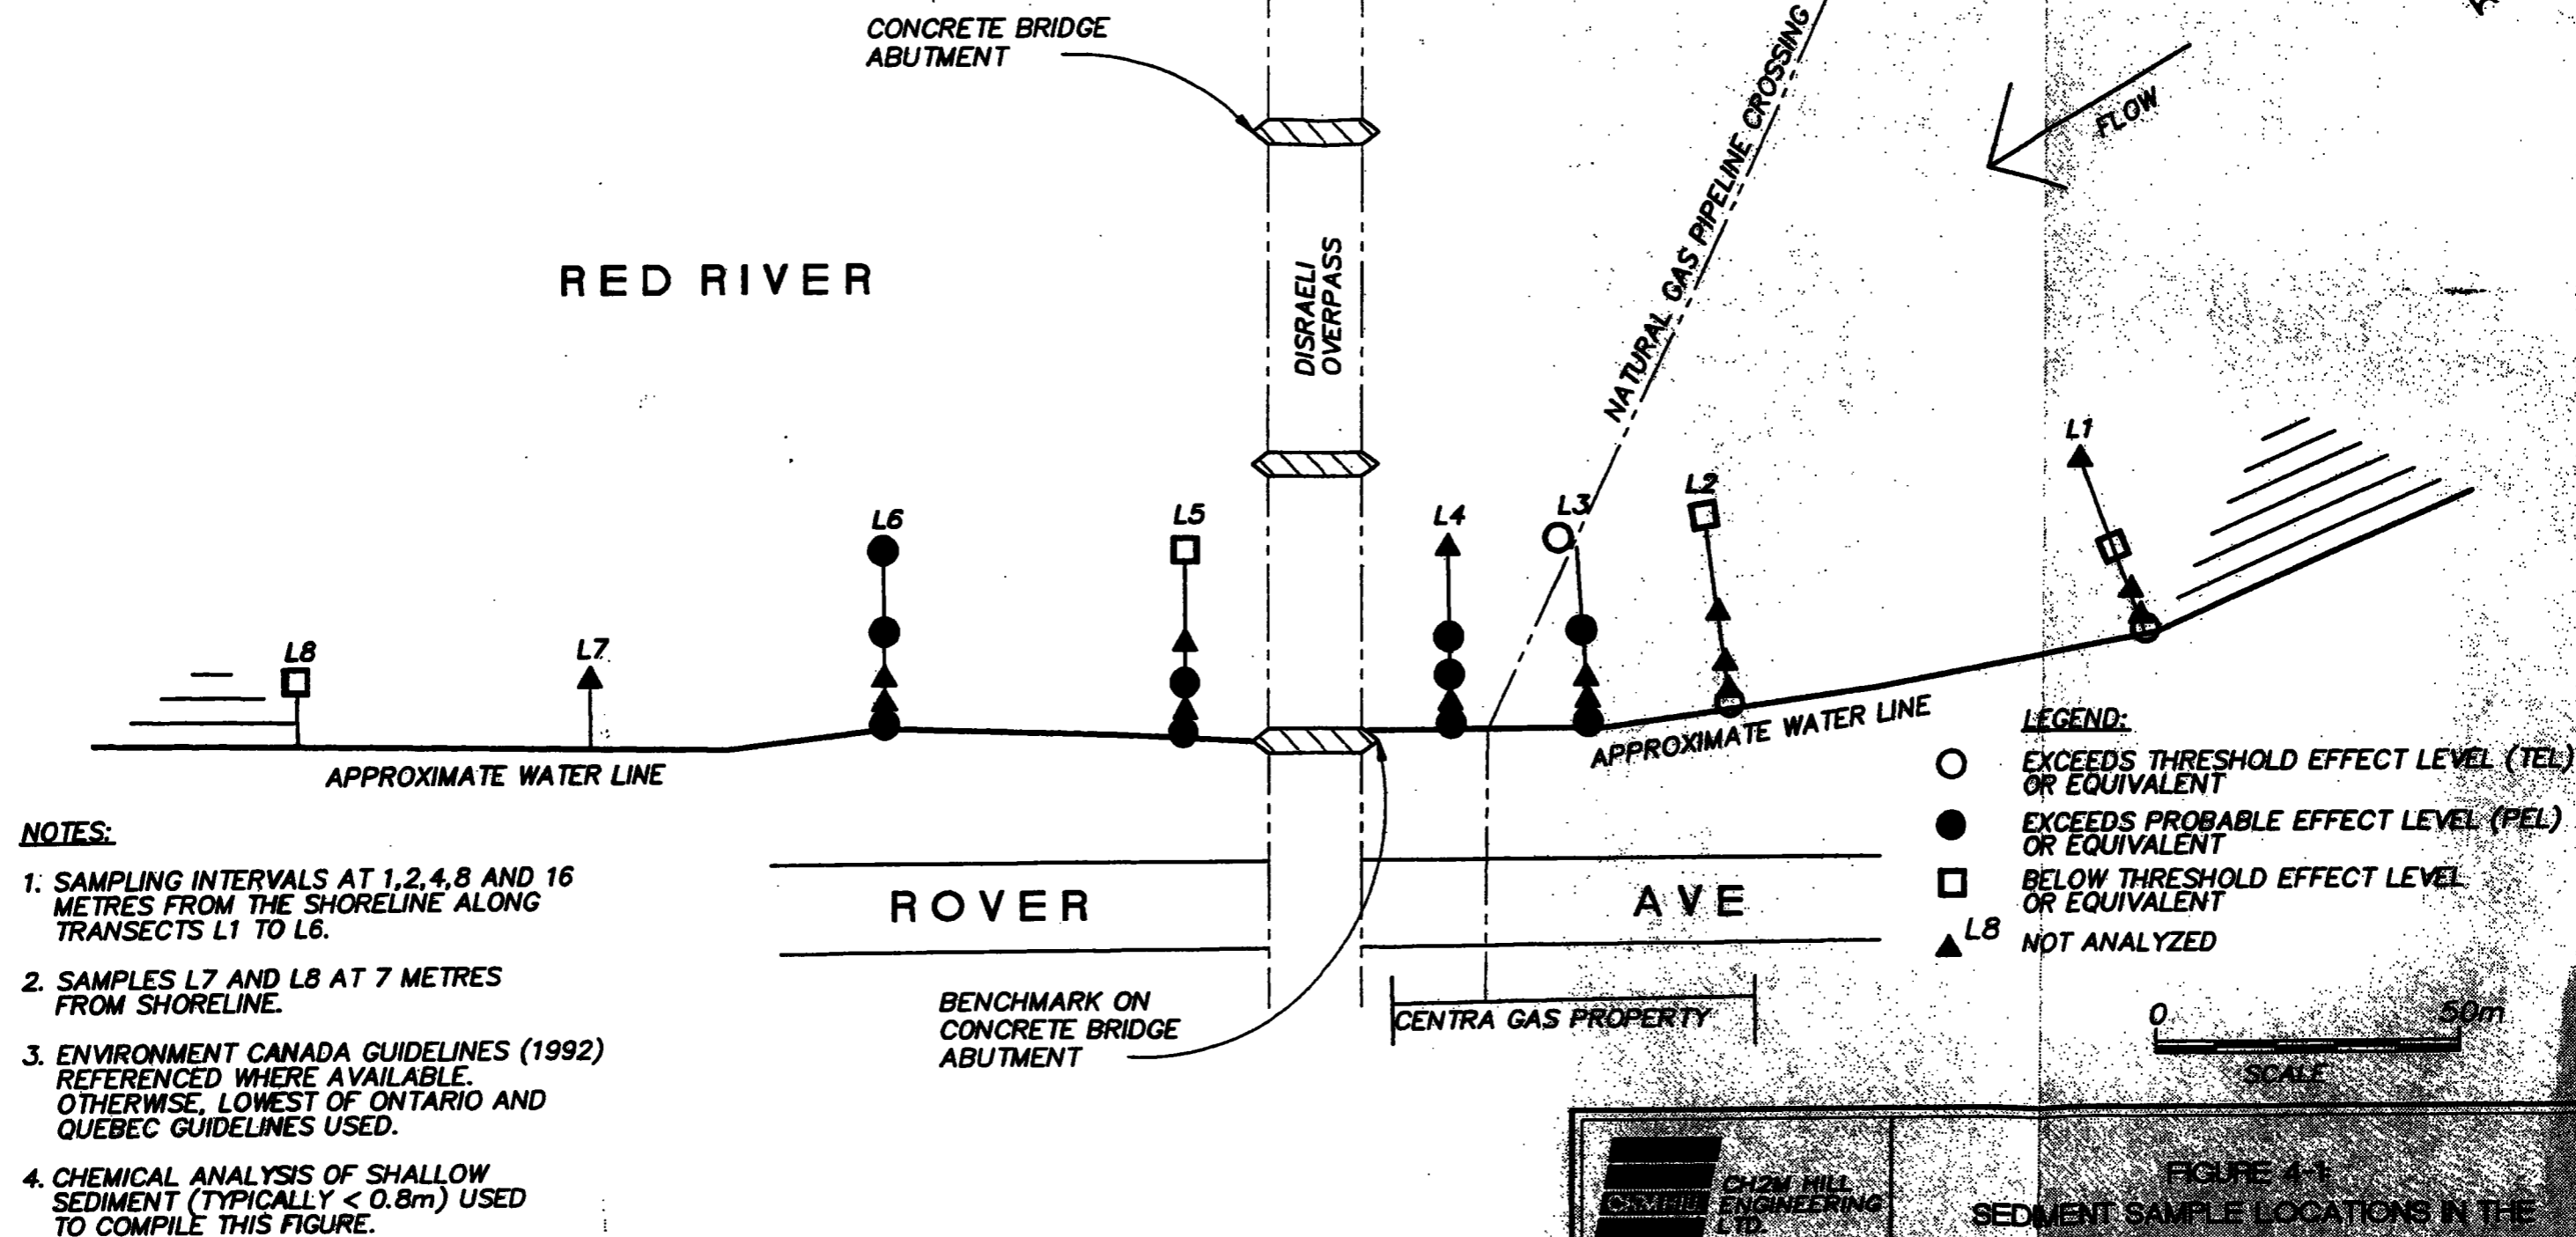 CONCRETE BRIDGE
ABUTMENT
NATURAL GAS PIPELINE CROSSING
FLOW
RED RIVER
DISRAELI
OVERPASS
L1
L2
L3
L4
L5
L6
L7
L8
APPROXIMATE WATER LINE
APPROXIMATE WATER LINE
ROVER AVE
BENCHMARK ON
CONCRETE BRIDGE
ABUTMENT
CENTRA GAS PROPERTY
LEGEND:
EXCEEDS THRESHOLD EFFECT LEVEL (TEL)
OR EQUIVALENT
EXCEEDS PROBABLE EFFECT LEVEL (PEL)
OR EQUIVALENT
BELOW THRESHOLD EFFECT LEVEL
OR EQUIVALENT
L8 NOT ANALYZED
0 50m
SCALE
NOTES:
1. SAMPLING INTERVALS AT 1,2,4,8 AND 16
METRES FROM THE SHORELINE ALONG
TRANSECTS L1 TO L6.
2. SAMPLES L7 AND L8 AT 7 METRES
FROM SHORELINE.
3. ENVIRONMENT CANADA GUIDELINES (1992)
REFERENCED WHERE AVAILABLE.
OTHERWISE, LOWEST OF ONTARIO AND
QUEBEC GUIDELINES USED.
4. CHEMICAL ANALYSIS OF SHALLOW
SEDIMENT (TYPICALLY < 0.8m) USED
TO COMPILE THIS FIGURE.
CH2M HILL
CH2M HILL
ENGINEERING
LTD.
FIGURE 4-1:
SEDIMENT SAMPLE LOCATIONS IN THE